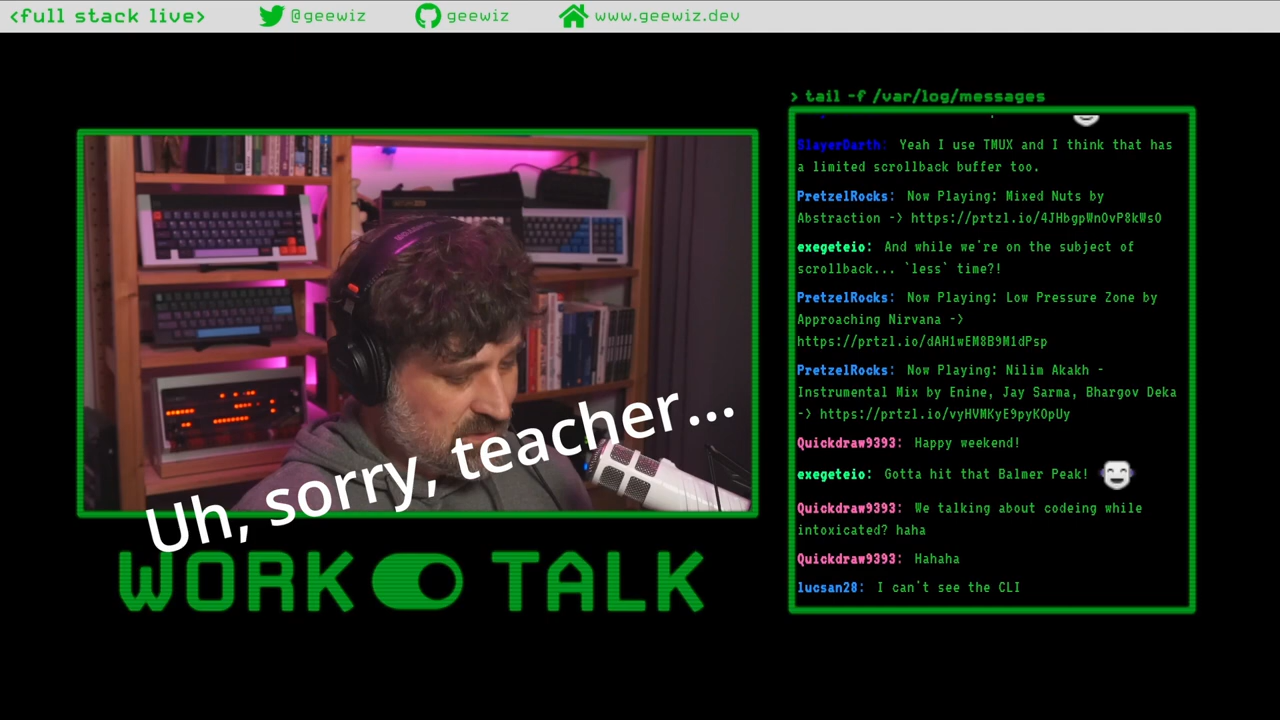 <full stack live> @geewiz geewiz www.geewiz.dev
> tail -f /var/log/messages
SlayerDarth: Yeah I use TMUX and I think that has
a limited scrollback buffer too.
PretzelRocks: Now Playing: Mixed Nuts by
Abstraction -> https://prtzl.io/4JHbgpWnOvP8kWsO
exegeteio: And while we're on the subject of
scrollback... `less` time?!
PretzelRocks: Now Playing: Low Pressure Zone by
Approaching Nirvana ->
https://prtzl.io/dAH1wEM8B9M1dPsp
PretzelRocks: Now Playing: Nilim Akakh -
Instrumental Mix by Enine, Jay Sarma, Bhargov Deka
-> https://prtzl.io/vyHVMKyE9pyKOpUy
Quickdraw9393: Happy weekend!
exegeteio: Gotta hit that Balmer Peak!
Quickdraw9393: We talking about codeing while
intoxicated? haha
Quickdraw9393: Hahaha
lucsan28: I can't see the CLI
Uh, sorry, teacher...
WORK TALK